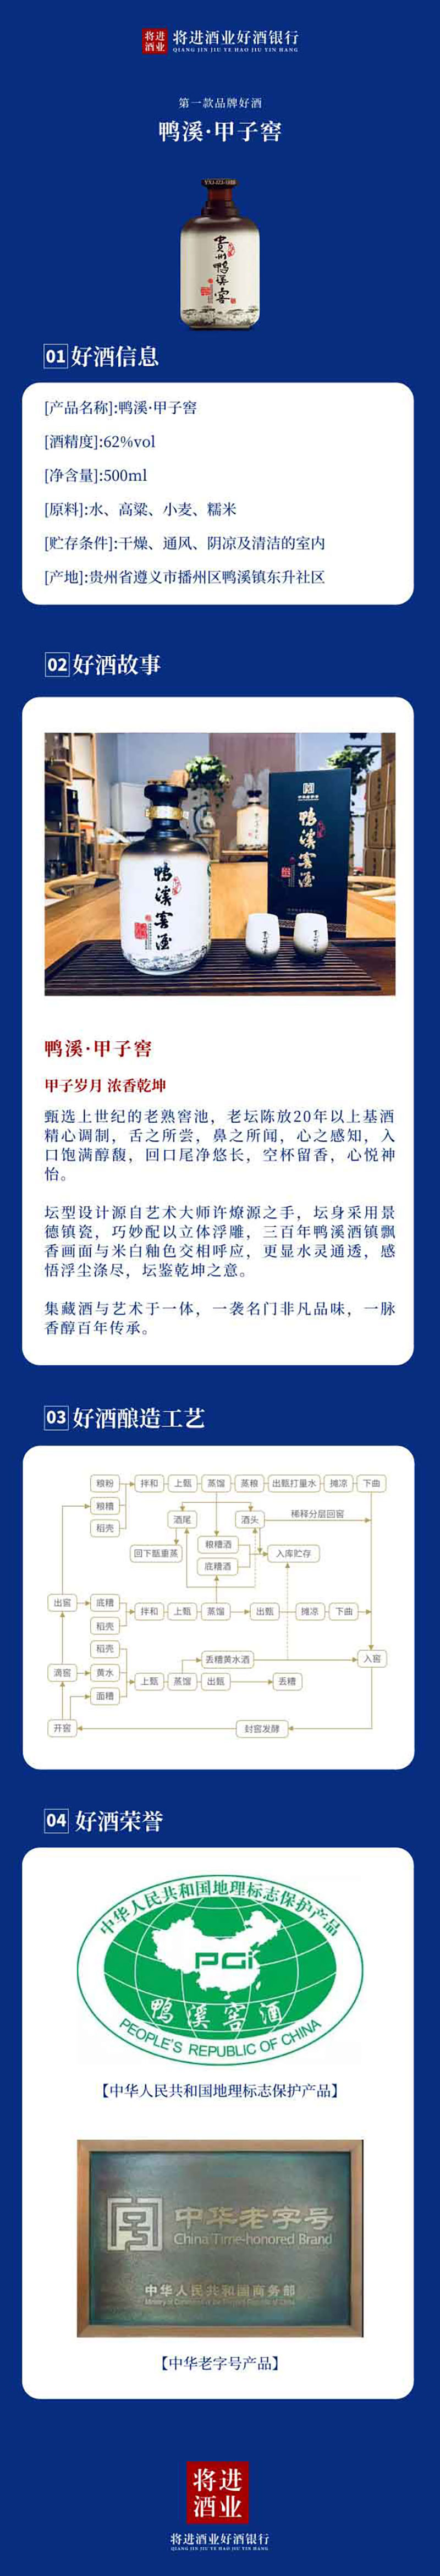 将进
酒业
将进酒业好酒银行
QIANG JIN JIU YE HAO JIU YIN HANG
第一款品牌好酒
鸭溪·甲子窖
貴州
鸭溪窖
01 好酒信息
[产品名称]:鸭溪·甲子窖
[酒精度]:62%vol
[净含量]:500ml
[原料]:水、高粱、小麦、糯米
[贮存条件]:干燥、通风、阴凉及清洁的室内
[产地]:贵州省遵义市播州区鸭溪镇东升社区
02 好酒故事
鸭溪窖酒
鸭溪窖酒
鸭溪·甲子窖
甲子岁月 浓香乾坤
甄选上世纪的老熟窖池，老坛陈放20年以上基酒
精心调制，舌之所尝，鼻之所闻，心之感知，入
口饱满醇馥，回口尾净悠长，空杯留香，心悦神
怡。
坛型设计源自艺术大师许燎源之手，坛身采用景
德镇瓷，巧妙配以立体浮雕，三百年鸭溪酒镇飘
香画面与米白釉色交相呼应，更显水灵通透，感
悟浮尘涤尽，坛鉴乾坤之意。
集藏酒与艺术于一体，一袭名门非凡品味，一脉
香醇百年传承。
03 好酒酿造工艺
粮粉 拌和 上甑 蒸馏 蒸粮 出甑打量水 摊凉 下曲
粮糟
稻壳
酒尾 酒头 稀释分层回窖
回下甑重蒸 粮糟酒 入库贮存
底糟酒
出窖 底糟 拌和 上甑 蒸馏 出甑 摊凉 下曲
稻壳
稻壳
丢糟黄水酒 入窖
滴窖 黄水
上甑 蒸馏 出甑 丢糟
面糟
开窖 封窖发酵
04 好酒荣誉
中华人民共和国地理标志保护产品
PGi
鸭溪窖酒
PEOPLE'S REPUBLIC OF CHINA
【中华人民共和国地理标志保护产品】
中华老字号
China Time-honored Brand
中华人民共和国商务部
【中华老字号产品】
将进
酒业
将进酒业好酒银行
QIANG JIN JIU YE HAO JIU YIN HANG